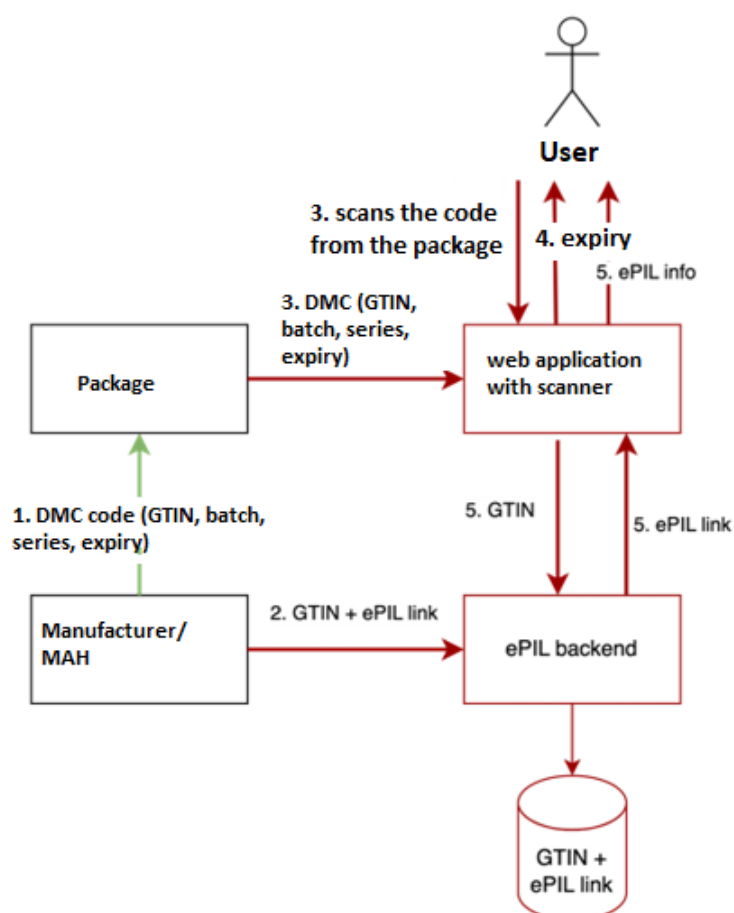 User
3. scans the code
from the package
4. expiry
5. ePIL info
3. DMC (GTIN,
batch, series,
expiry)
Package
web application
with scanner
1. DMC code (GTIN, batch,
series, expiry)
5. GTIN
5. ePIL link
Manufacturer/
MAH
2. GTIN + ePIL link
ePIL backend
GTIN +
ePIL link